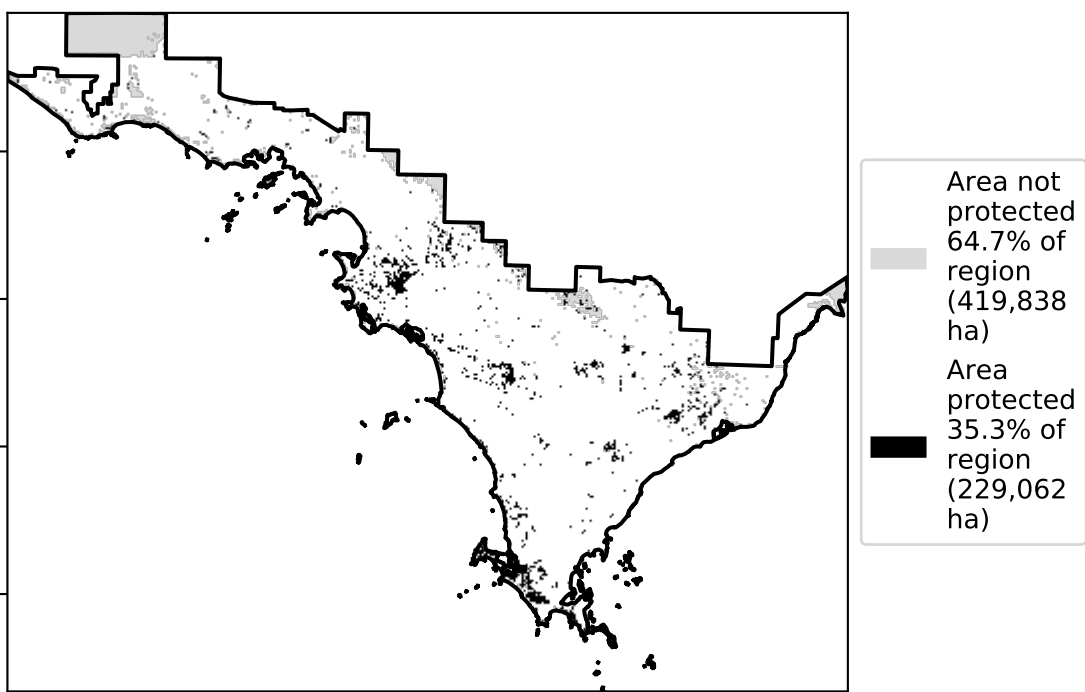 Area not
protected
64.7% of
region
(419,838
ha)
Area
protected
35.3% of
region
(229,062
ha)